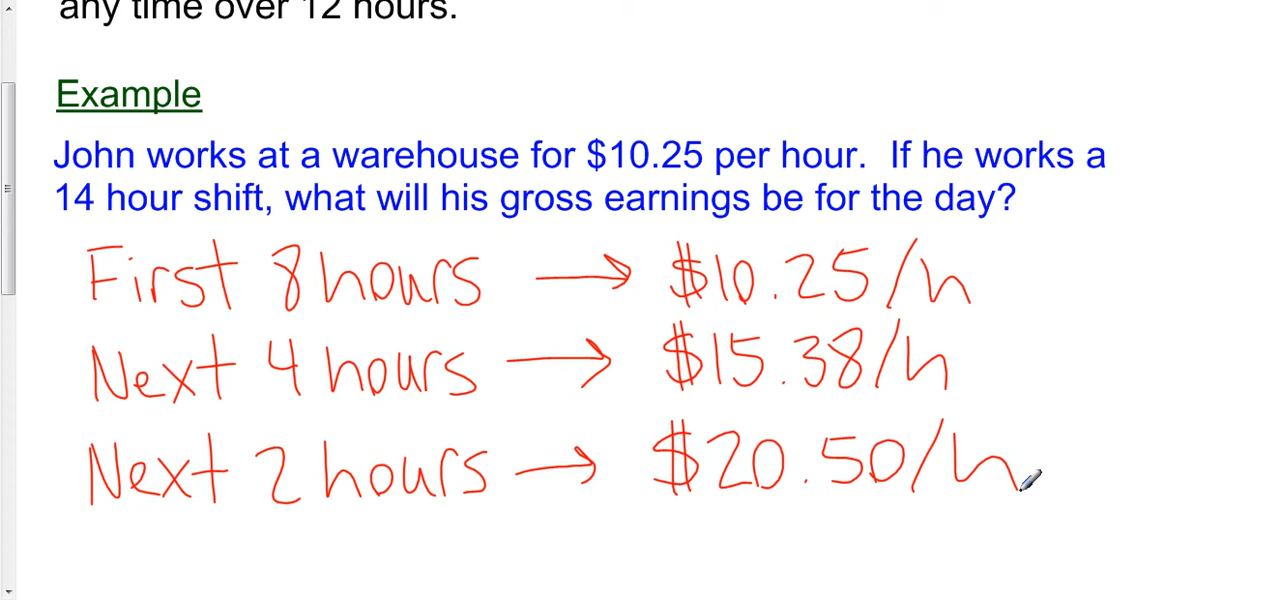 any time over 12 hours.
Example
John works at a warehouse for $10.25 per hour. If he works a
14 hour shift, what will his gross earnings be for the day?
First 8 hours → $10.25/h
Next 4 hours → $15.38/h
Next 2 hours → $20.50/h